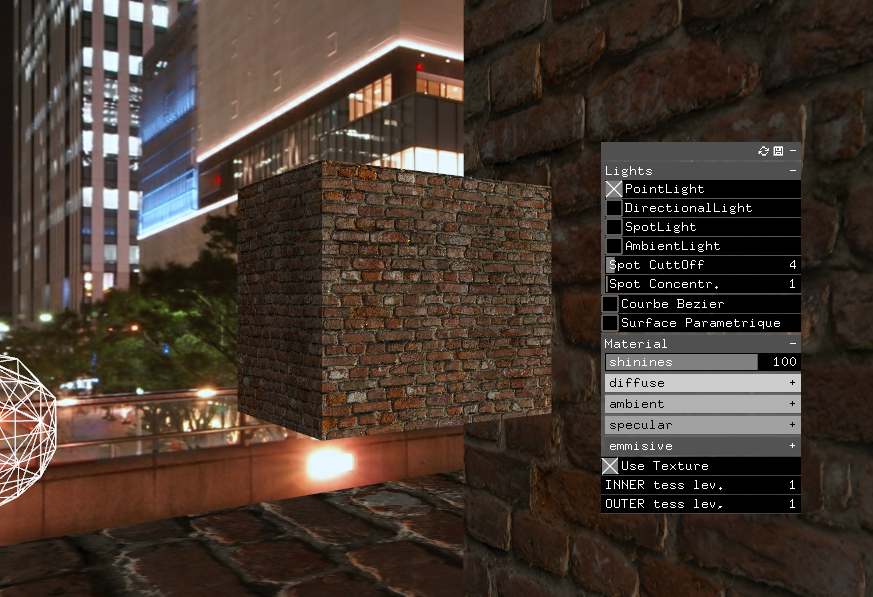 Lights −
PointLight
DirectionalLight
SpotLight
AmbientLight
Spot CuttOff 4
Spot Concentr. 1
Courbe Bezier
Surface Parametrique
Material −
shinines 100
diffuse +
ambient +
specular +
emmisive +
Use Texture
INNER tess lev. 1
OUTER tess lev. 1